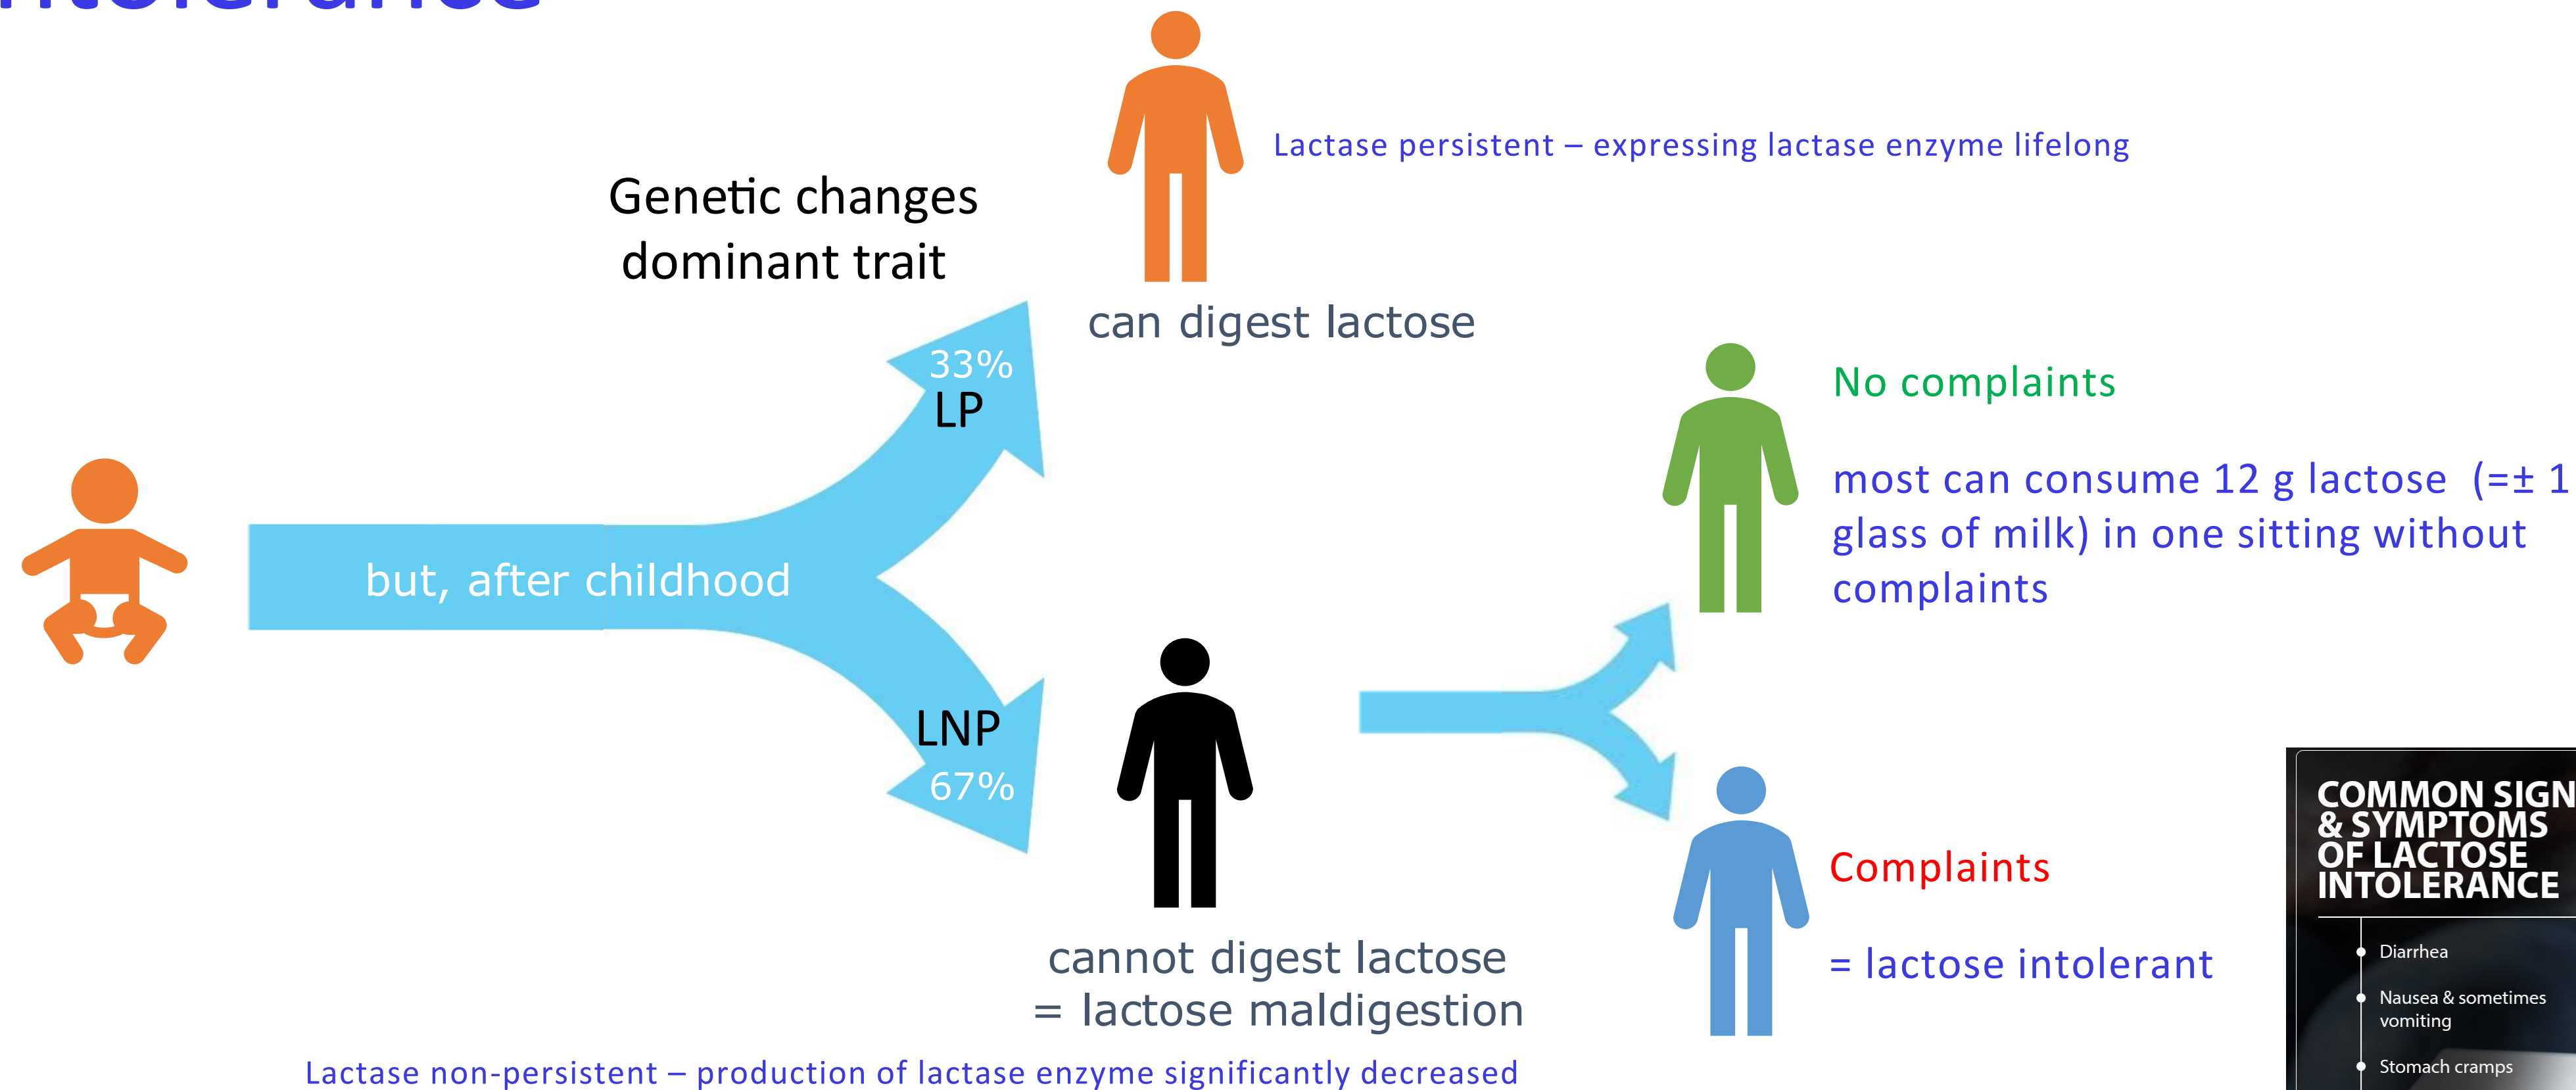 Lactase persistent – expressing lactase enzyme lifelong
Genetic changes
dominant trait
can digest lactose
33%
LP
but, after childhood
No complaints
most can consume 12 g lactose (=± 1
glass of milk) in one sitting without
complaints
LNP
67%
cannot digest lactose
= lactose maldigestion
Lactase non-persistent – production of lactase enzyme significantly decreased
Complaints
= lactose intolerant
COMMON SIGN
& SYMPTOMS
OF LACTOSE
INTOLERANCE
Diarrhea
Nausea & sometimes
vomiting
Stomach cramps